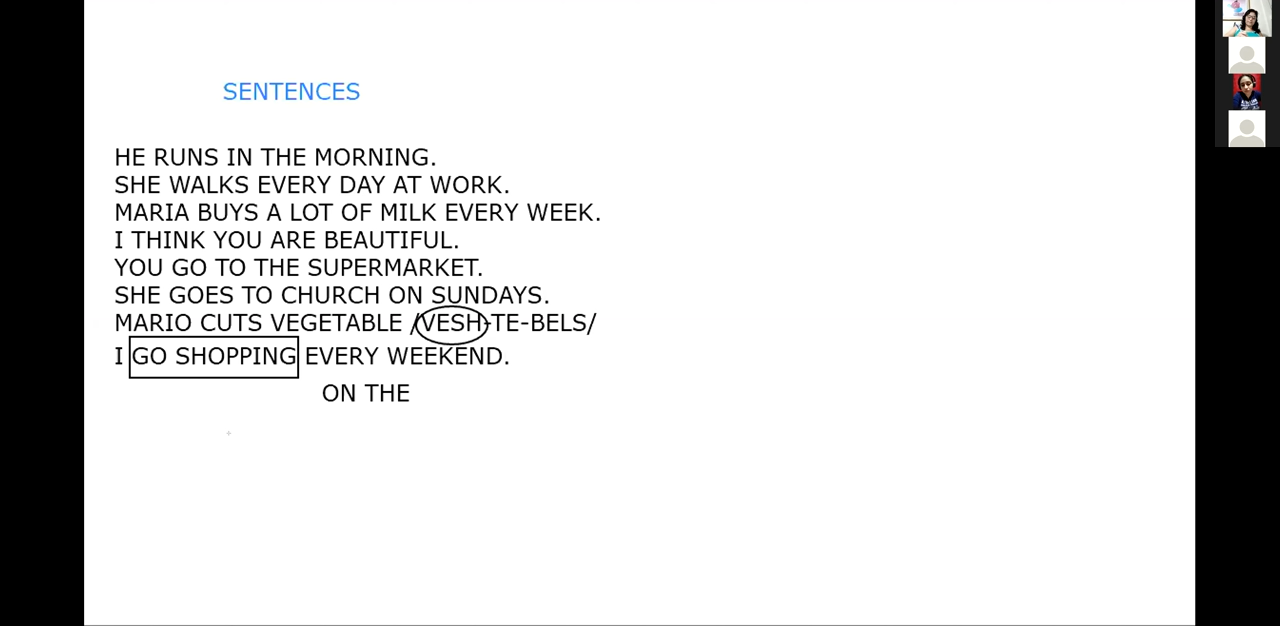 SENTENCES
HE RUNS IN THE MORNING.
SHE WALKS EVERY DAY AT WORK.
MARIA BUYS A LOT OF MILK EVERY WEEK.
I THINK YOU ARE BEAUTIFUL.
YOU GO TO THE SUPERMARKET.
SHE GOES TO CHURCH ON SUNDAYS.
MARIO CUTS VEGETABLE /VESH-TE-BELS/
I GO SHOPPING EVERY WEEKEND.
ON THE